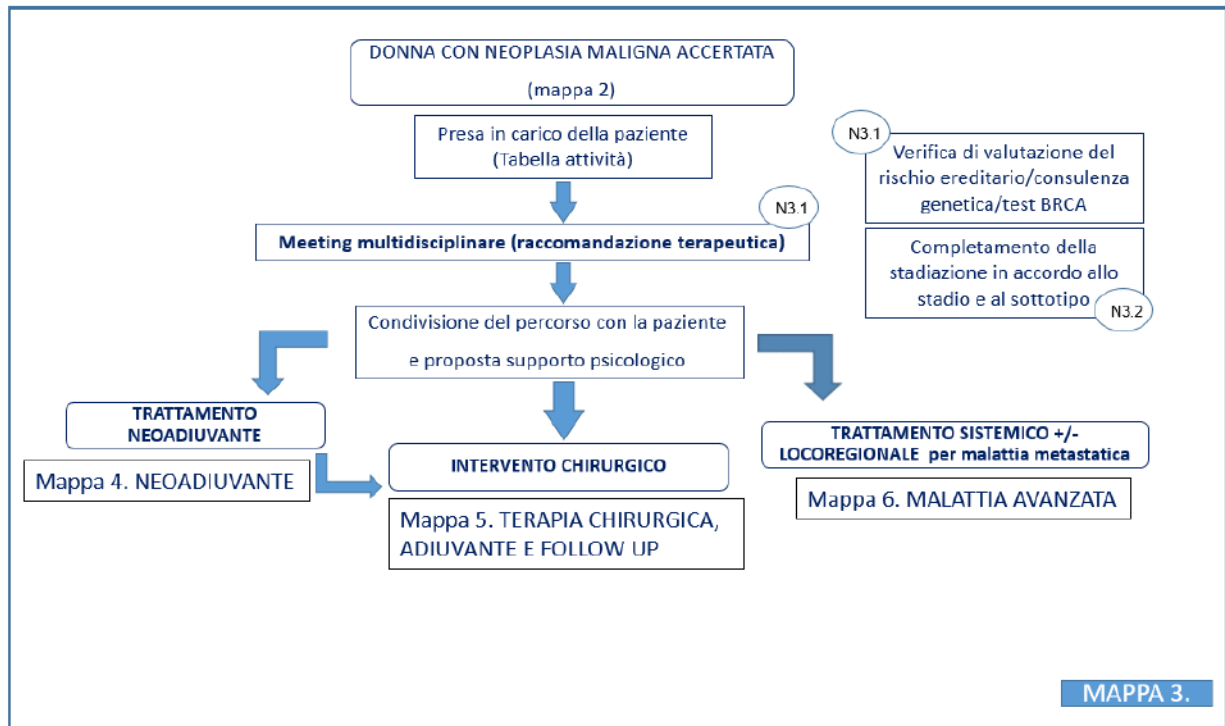 DONNA CON NEOPLASIA MALIGNA ACCERTATA
(mappa 2)
Presa in carico della paziente
(Tabella attività)
N3.1
Verifica di valutazione del
rischio ereditario/consulenza
genetica/test BRCA
N3.1
Meeting multidisciplinare (raccomandazione terapeutica)
Completamento della
stadiazione in accordo allo
stadio e al sottotipo
N3.2
Condivisione del percorso con la paziente
e proposta supporto psicologico
TRATTAMENTO
NEOADIUVANTE
Mappa 4. NEOADIUVANTE
INTERVENTO CHIRURGICO
Mappa 5. TERAPIA CHIRURGICA,
ADIUVANTE E FOLLOW UP
TRATTAMENTO SISTEMICO +/-
LOCOREGIONALE per malattia metastatica
Mappa 6. MALATTIA AVANZATA
MAPPA 3.